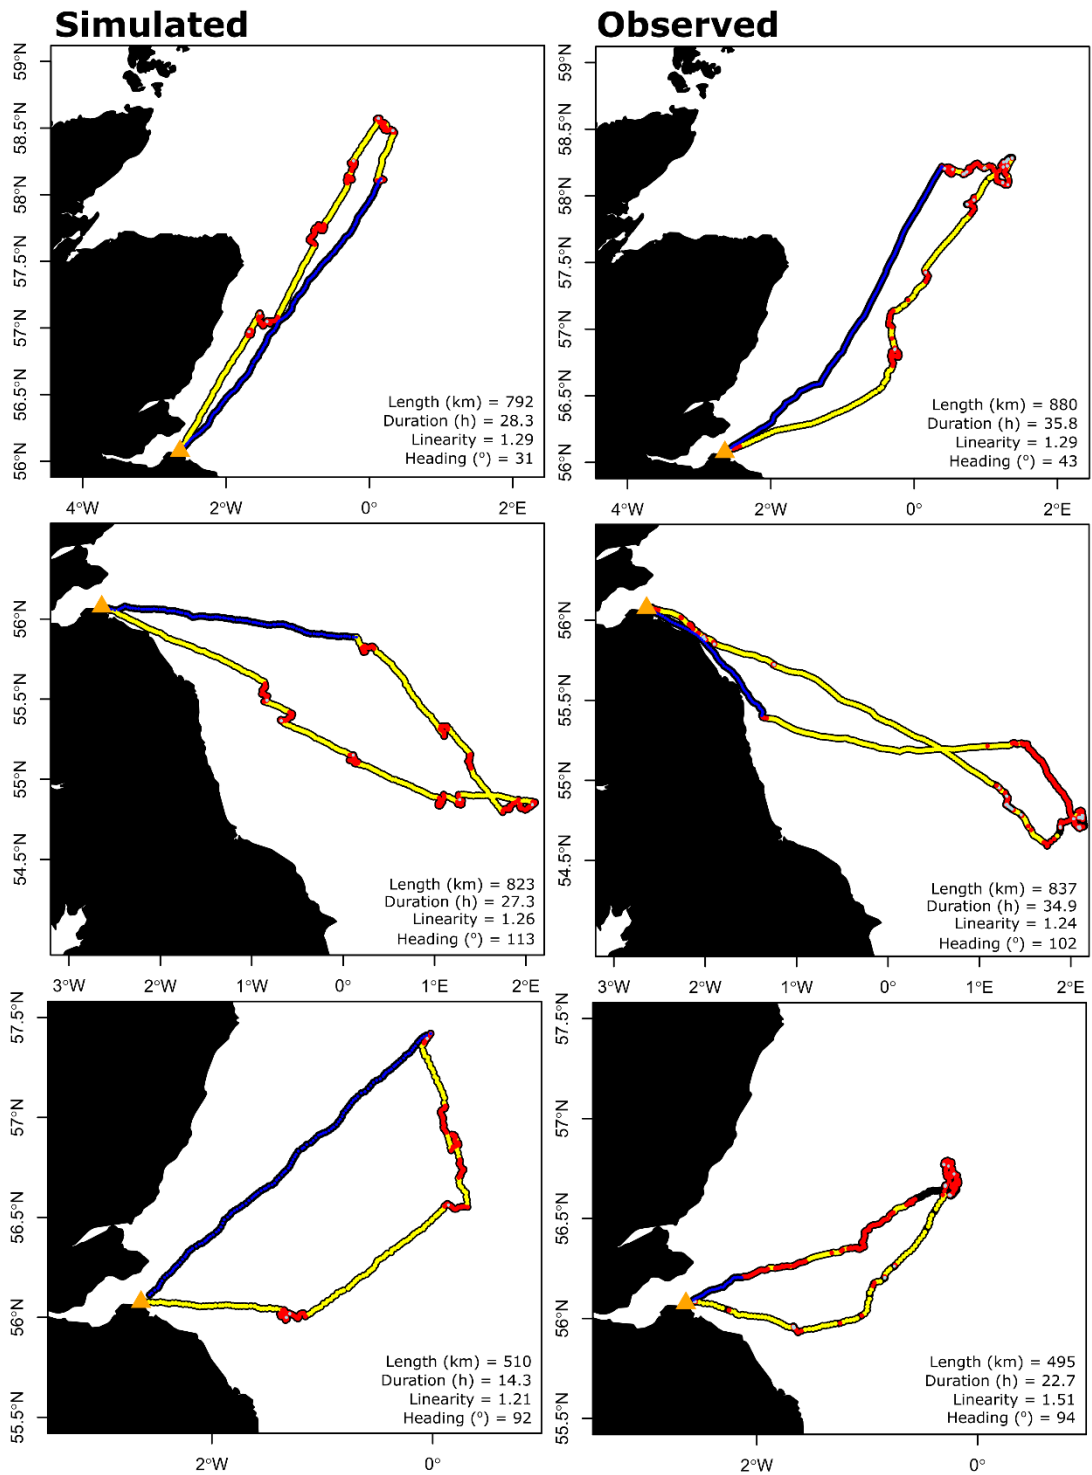 Simulated
Observed
59°N
58.5°N
58°N
57.5°N
57°N
56.5°N
56°N
Length (km) = 792
Duration (h) = 28.3
Linearity = 1.29
Heading (°) = 31
4°W
2°W
0°
2°E
59°N
58.5°N
58°N
57.5°N
57°N
56.5°N
56°N
Length (km) = 880
Duration (h) = 35.8
Linearity = 1.29
Heading (°) = 43
4°W
2°W
0°
2°E
56°N
55.5°N
55°N
54.5°N
Length (km) = 823
Duration (h) = 27.3
Linearity = 1.26
Heading (°) = 113
3°W
2°W
1°W
0°
1°E
2°E
56°N
55.5°N
55°N
54.5°N
Length (km) = 837
Duration (h) = 34.9
Linearity = 1.24
Heading (°) = 102
3°W
2°W
1°W
0°
1°E
2°E
57.5°N
57°N
56.5°N
56°N
55.5°N
Length (km) = 510
Duration (h) = 14.3
Linearity = 1.21
Heading (°) = 92
2°W
0°
57.5°N
57°N
56.5°N
56°N
55.5°N
Length (km) = 495
Duration (h) = 22.7
Linearity = 1.51
Heading (°) = 94
2°W
0°